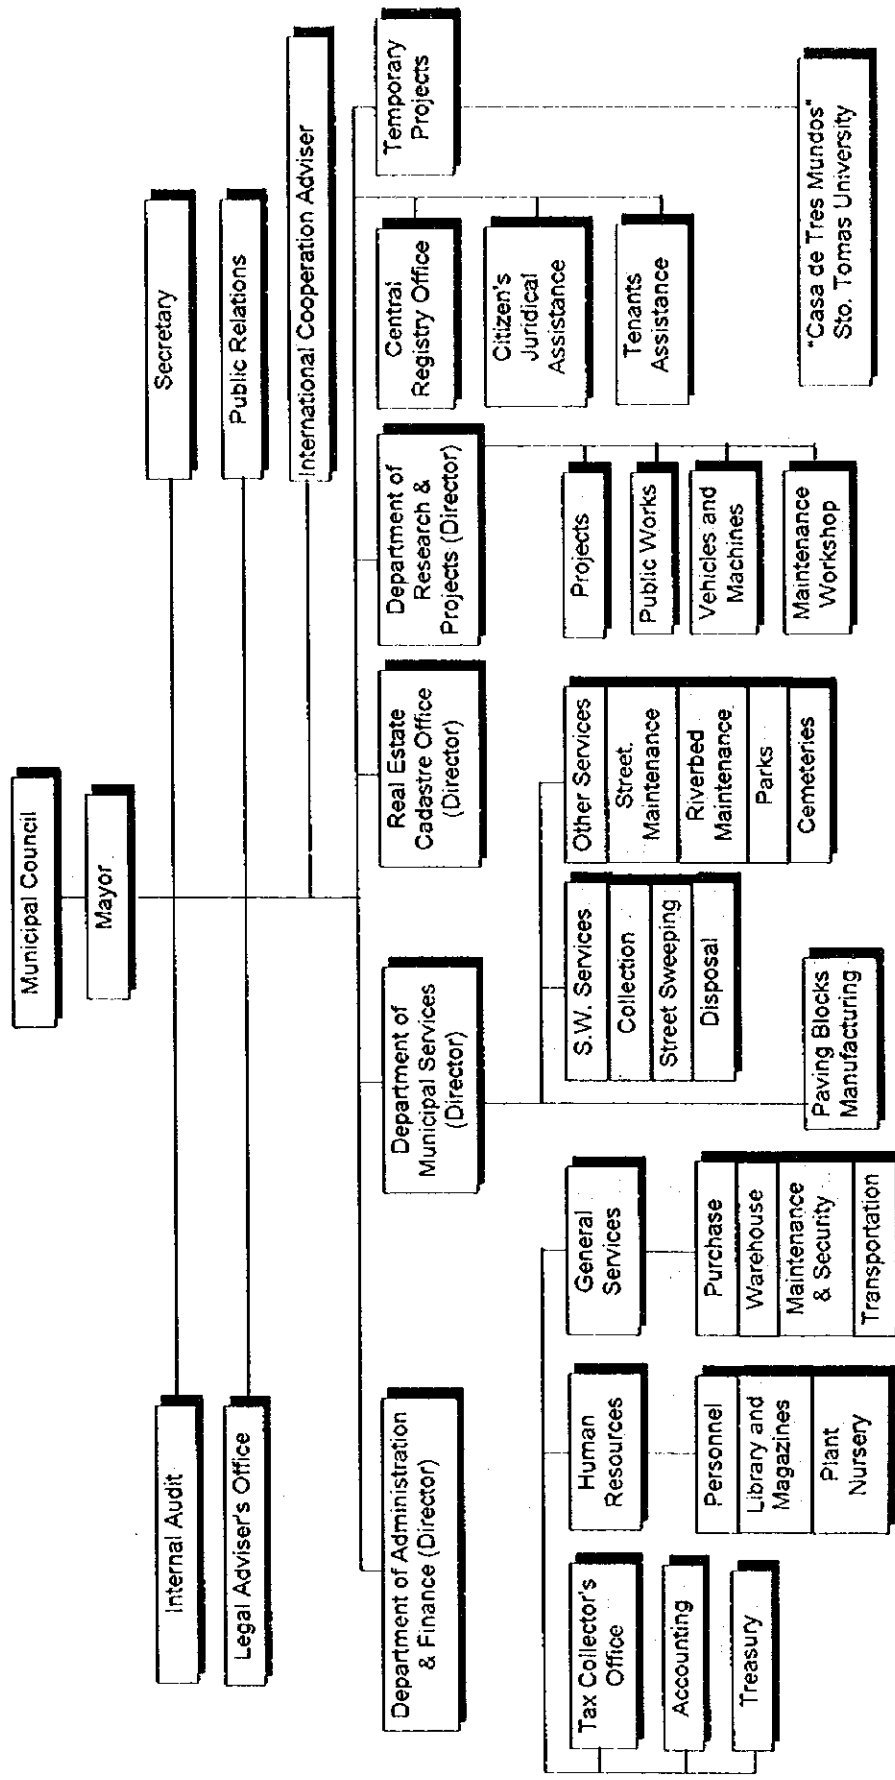 Municipal Council
Mayor
Internal Audit
Secretary
Legal Adviser's Office
Public Relations
International Cooperation Adviser
Department of Administration
& Finance (Director)
Department of
Municipal Services
(Director)
Real Estate
Cadastre Office
(Director)
Department of
Research &
Projects (Director)
Central
Registry Office
Temporary
Projects
Citizen's
Juridical
Assistance
Tenants
Assistance
Tax Collector's
Office
Accounting
Treasury
Human
Resources
Personnel
Library and
Magazines
Plant
Nursery
General
Services
Purchase
Warehouse
Maintenance
& Security
Transportation
S.W. Services
Collection
Street Sweeping
Disposal
Paving Blocks
Manufacturing
Other Services
Street.
Maintenance
Riverbed
Maintenance
Parks
Cemeteries
Projects
Public Works
Vehicles and
Machines
Maintenance
Workshop
"Casa de Tres Mundos"
Sto. Tomas University